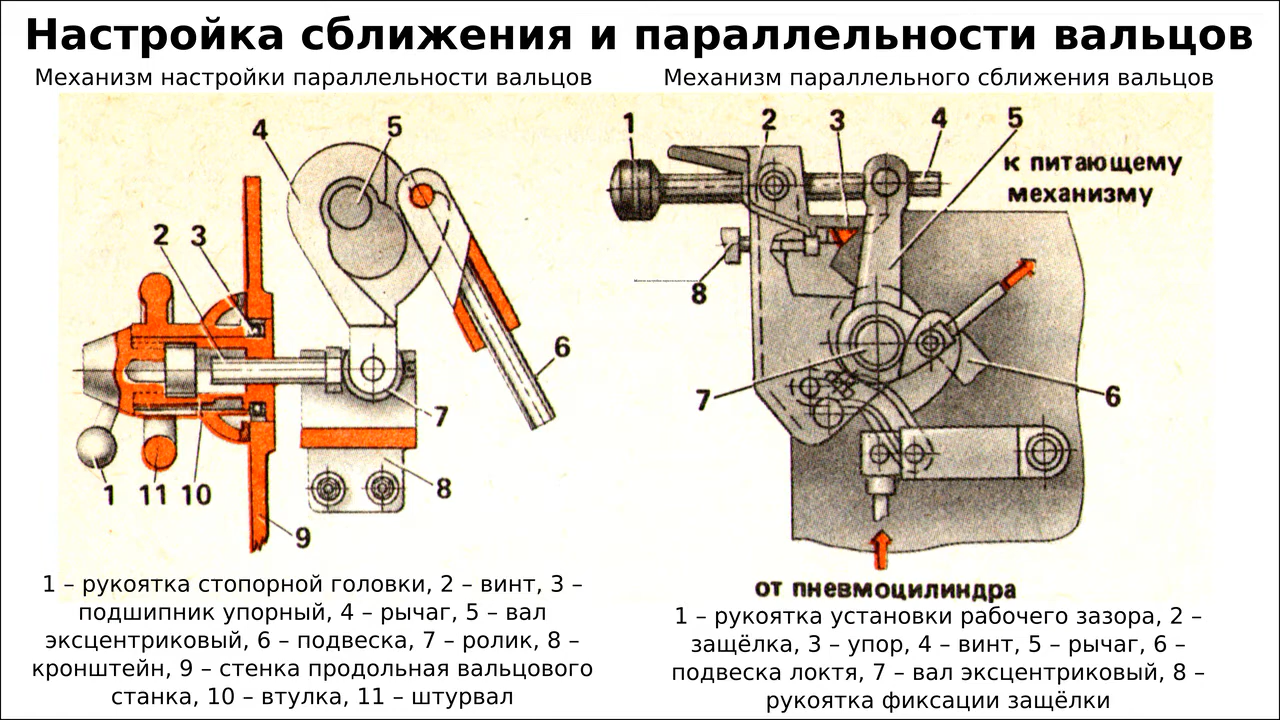 Настройка сближения и параллельности вальцов
Механизм настройки параллельности вальцов
4
5
2
3
6
7
1
11
10
8
9
1 – рукоятка стопорной головки, 2 – винт, 3 –
подшипник упорный, 4 – рычаг, 5 – вал
эксцентриковый, 6 – подвеска, 7 – ролик, 8 –
кронштейн, 9 – стенка продольная вальцового
станка, 10 – втулка, 11 – штурвал
Механизм параллельного сближения вальцов
1
2
3
4
5
к питающему
механизму
8
7
6
от пневмоцилиндра
1 – рукоятка установки рабочего зазора, 2 –
защёлка, 3 – упор, 4 – винт, 5 – рычаг, 6 –
подвеска локтя, 7 – вал эксцентриковый, 8 –
рукоятка фиксации защёлки